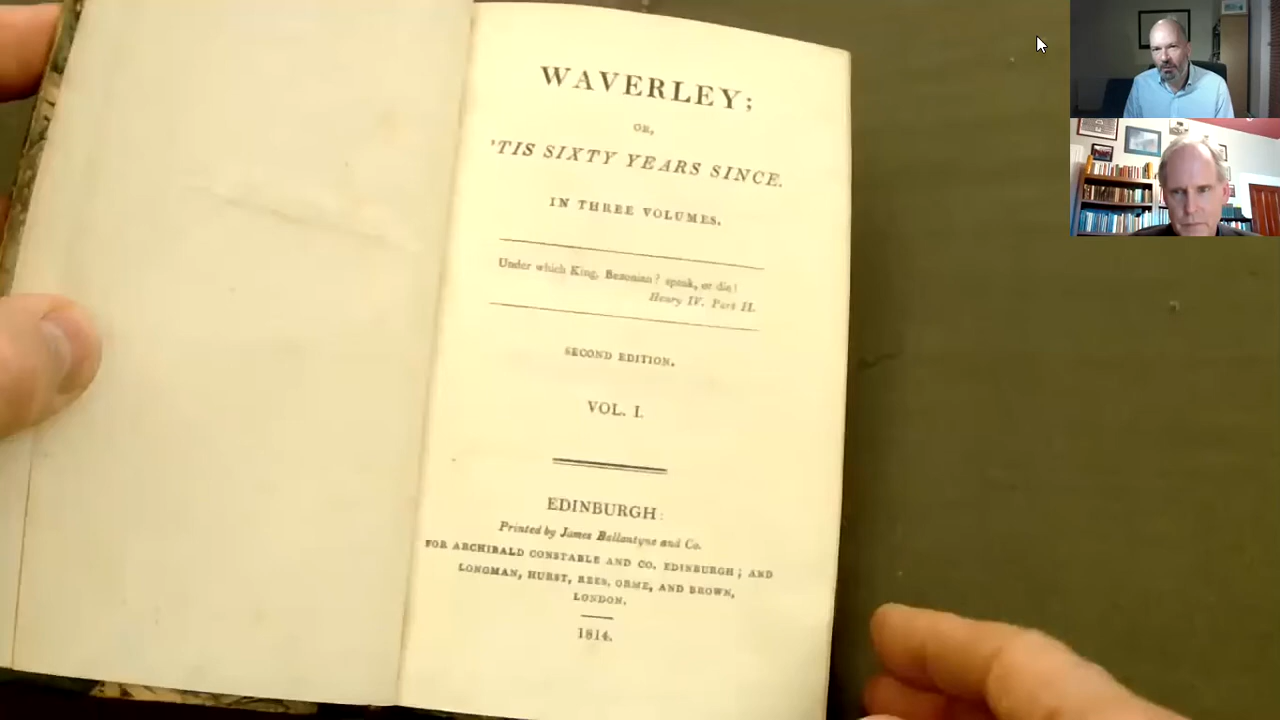 WAVERLEY;
OR,
'TIS SIXTY YEARS SINCE.
IN THREE VOLUMES.
Under which King, Bezonian? speak, or die!
Henry IV. Part II.
SECOND EDITION.
VOL. I.
EDINBURGH:
Printed by James Ballantyne and Co.
FOR ARCHIBALD CONSTABLE AND CO. EDINBURGH; AND
LONGMAN, HURST, REES, ORME, AND BROWN,
LONDON.
1814.